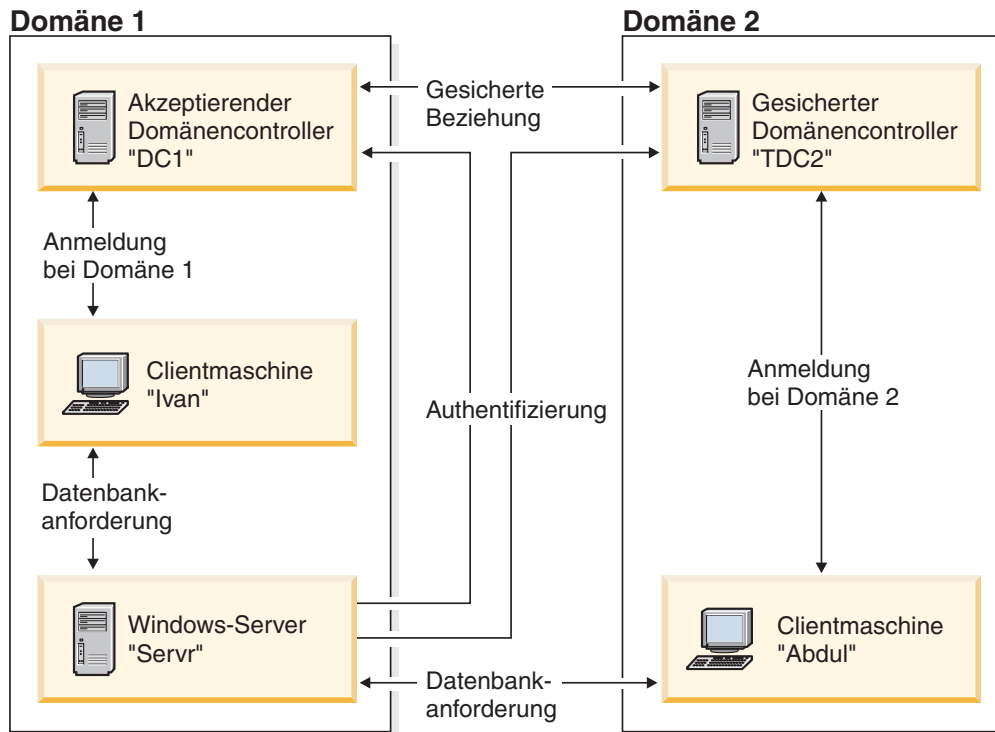 Domäne 1
Domäne 2
Akzeptierender
Domänencontroller
"DC1"
Gesicherte
Beziehung
Gesicherter
Domänencontroller
"TDC2"
Anmeldung
bei Domäne 1
Clientmaschine
"Ivan"
Authentifizierung
Anmeldung
bei Domäne 2
Datenbank-
anforderung
Windows-Server
"Servr"
Datenbank-
anforderung
Clientmaschine
"Abdul"